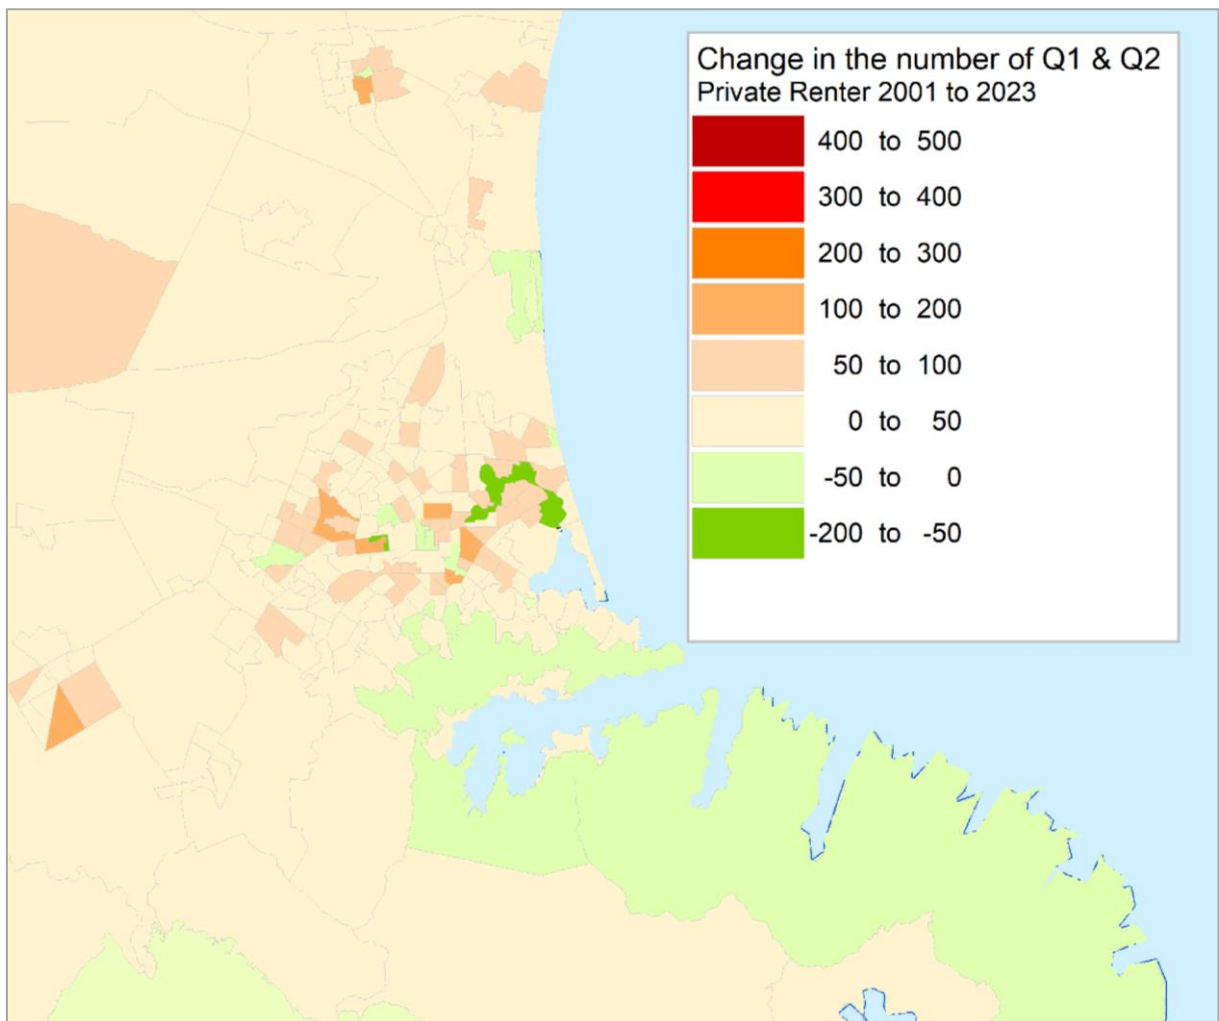 Change in the number of Q1 & Q2
Private Renter 2001 to 2023
400 to 500
300 to 400
200 to 300
100 to 200
50 to 100
0 to 50
-50 to 0
-200 to -50